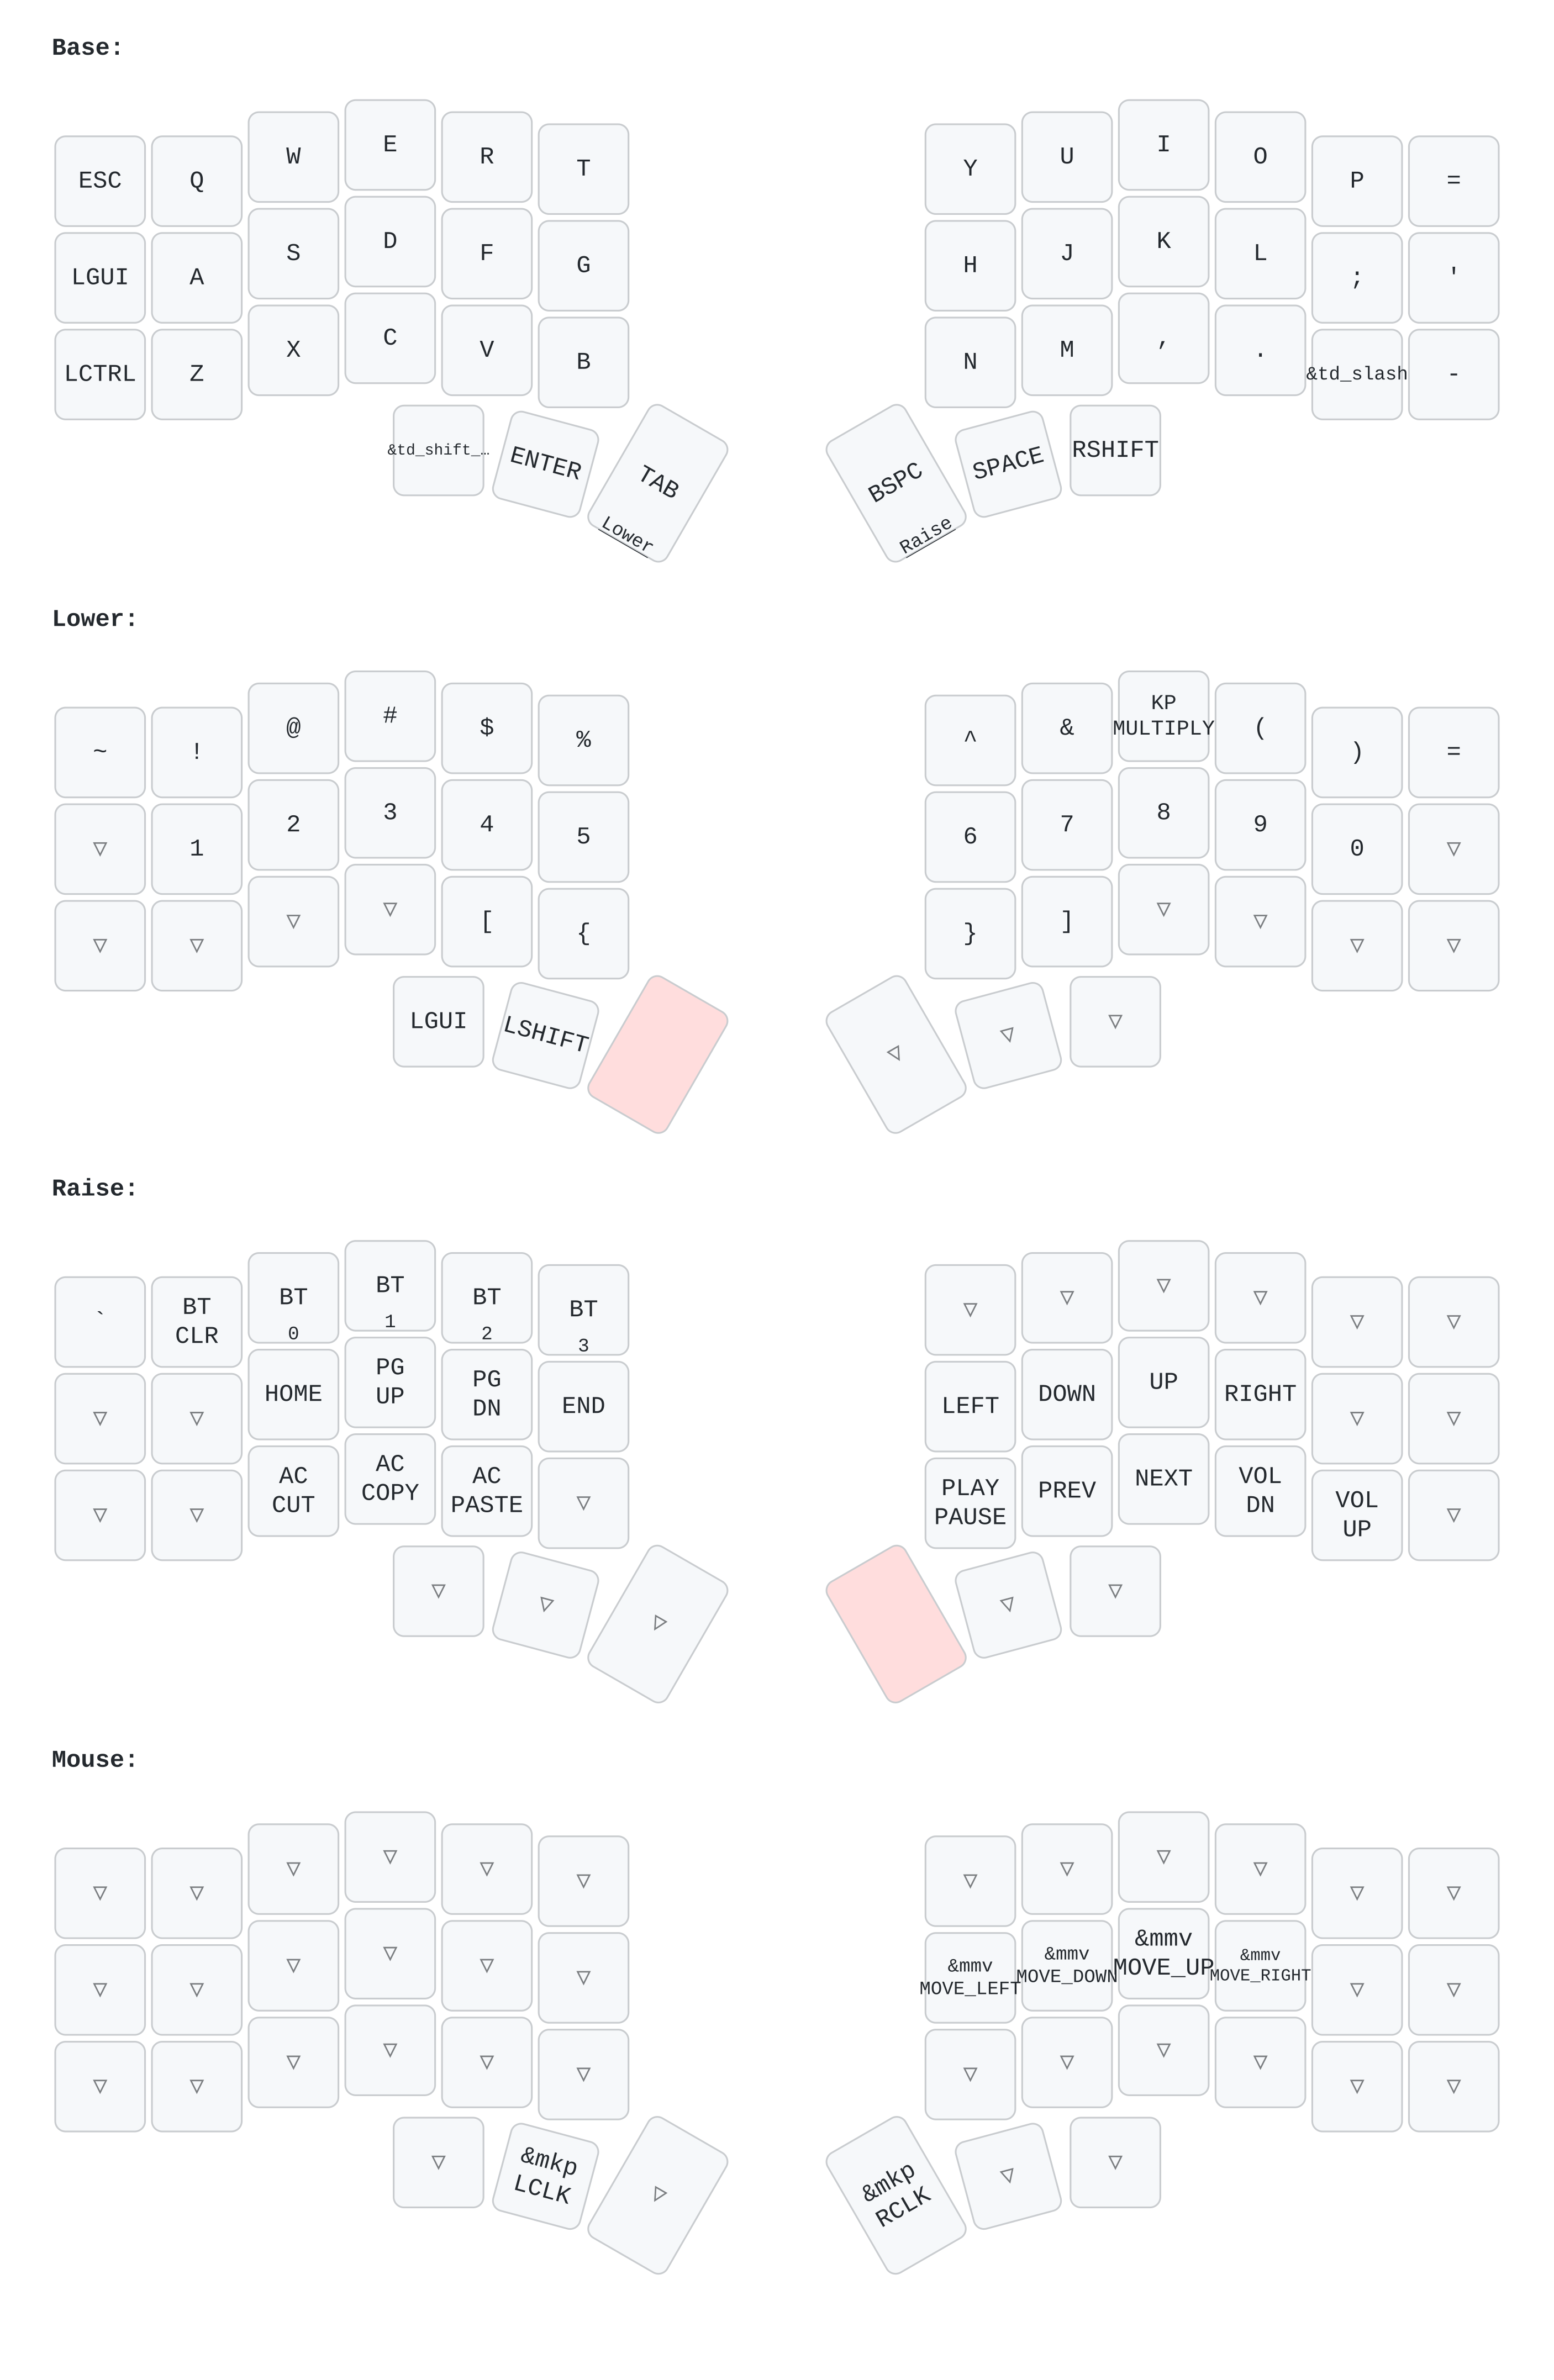 Base:
ESC Q W E R T Y U I O P =
LGUI A S D F G H J K L ; '
LCTRL Z X C V B N M , . &td_slash -
&td_shift_… ENTER TAB BSPC SPACE RSHIFT
Lower Raise
Lower:
~ ! @ # $ % ^ & KP MULTIPLY ( ) =
▽ 1 2 3 4 5 6 7 8 9 0 ▽
▽ ▽ ▽ ▽ [ { } ] ▽ ▽ ▽ ▽
LGUI LSHIFT ▽ ▽ ▽
Raise:
` BT CLR BT 0 BT 1 BT 2 BT 3 ▽ ▽ ▽ ▽ ▽ ▽
▽ ▽ HOME PG UP PG DN END LEFT DOWN UP RIGHT ▽ ▽
▽ ▽ AC CUT AC COPY AC PASTE ▽ PLAY PAUSE PREV NEXT VOL DN VOL UP ▽
▽ ▽ ▽ ▽ ▽
Mouse:
▽ ▽ ▽ ▽ ▽ ▽ ▽ ▽ ▽ ▽ ▽ ▽
▽ ▽ ▽ ▽ ▽ ▽ &mmv MOVE_LEFT &mmv MOVE_DOWN &mmv MOVE_UP &mmv MOVE_RIGHT ▽ ▽
▽ ▽ ▽ ▽ ▽ ▽ ▽ ▽ ▽ ▽ ▽ ▽
▽ &mkp LCLK ▽ &mkp RCLK ▽ ▽